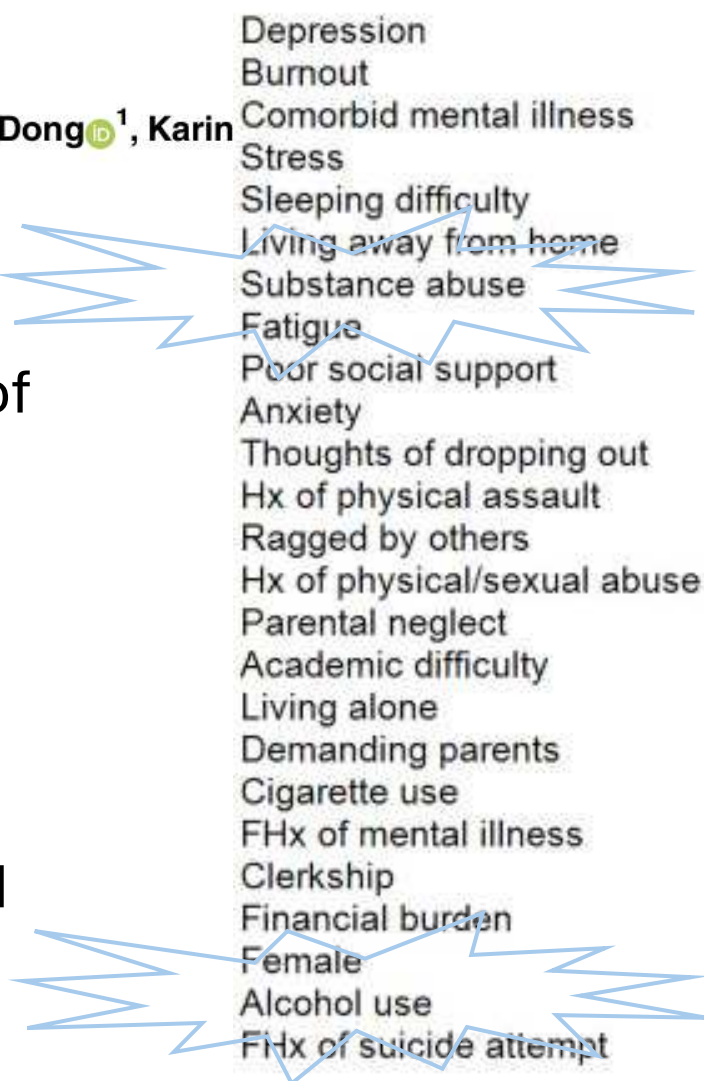 Depression
Burnout
Dong iD 1, Karin
Comorbid mental illness
Stress
Sleeping difficulty
Living away from home
Substance abuse
Fatigue
Poor social support
of
Anxiety
Thoughts of dropping out
Hx of physical assault
Ragged by others
Hx of physical/sexual abuse
Parental neglect
Academic difficulty
Living alone
Demanding parents
Cigarette use
FHx of mental illness
Clerkship
Financial burden
Female
Alcohol use
FHx of suicide attempt